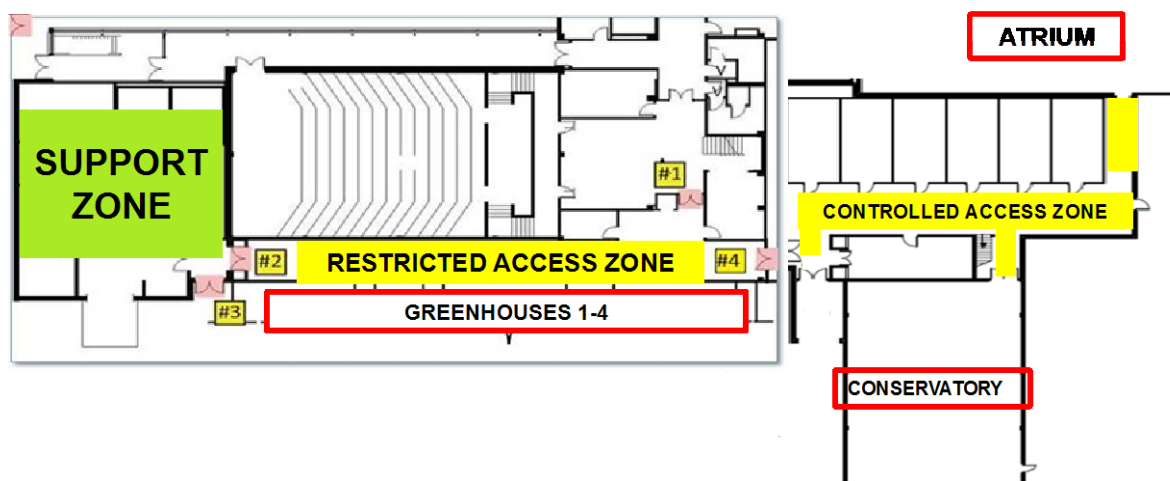 ATRIUM
SUPPORT
ZONE
#1
CONTROLLED ACCESS ZONE
#2
RESTRICTED ACCESS ZONE
#4
#3
GREENHOUSES 1-4
CONSERVATORY